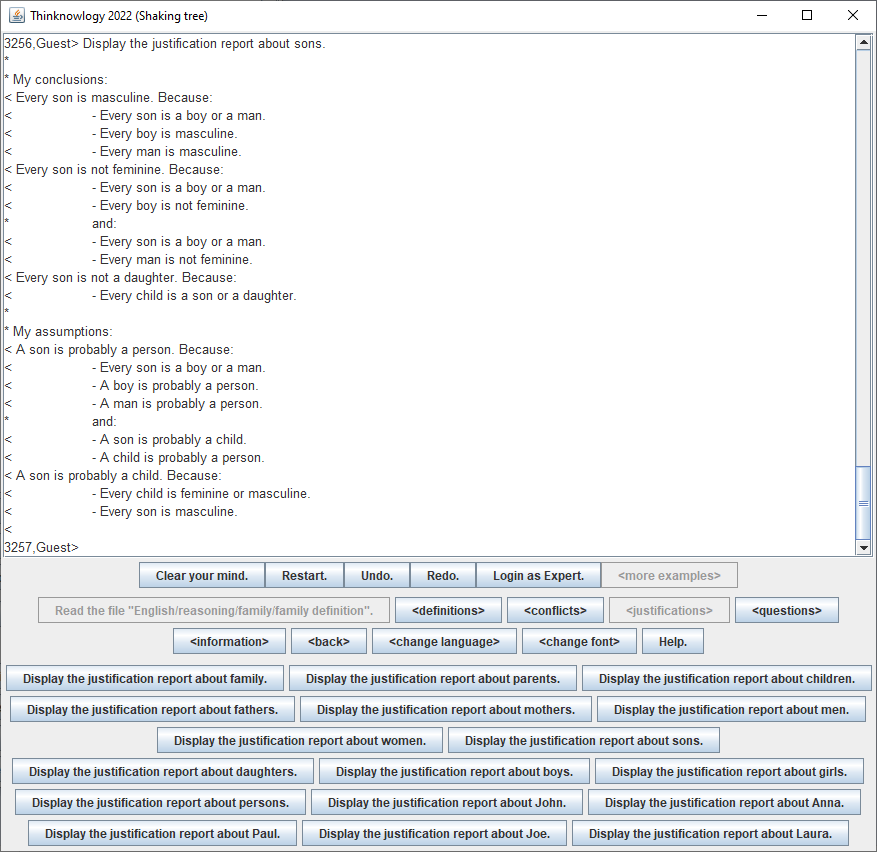 Thinknowlogy 2022 (Shaking tree)
3256,Guest> Display the justification report about sons.
*
* My conclusions:
< Every son is masculine. Because:
< - Every son is a boy or a man.
< - Every boy is masculine.
< - Every man is masculine.
< Every son is not feminine. Because:
< - Every son is a boy or a man.
< - Every boy is not feminine.
* and:
< - Every son is a boy or a man.
< - Every man is not feminine.
< Every son is not a daughter. Because:
< - Every child is a son or a daughter.
*
* My assumptions:
< A son is probably a person. Because:
< - Every son is a boy or a man.
< - A boy is probably a person.
< - A man is probably a person.
* and:
< - A son is probably a child.
< - A child is probably a person.
< A son is probably a child. Because:
< - Every child is feminine or masculine.
< - Every son is masculine.
<
3257,Guest>
Clear your mind. Restart. Undo. Redo. Login as Expert. <more examples>
Read the file "English/reasoning/family/family definition". <definitions> <conflicts> <justifications> <questions>
<information> <back> <change language> <change font> Help.
Display the justification report about family. Display the justification report about parents. Display the justification report about children.
Display the justification report about fathers. Display the justification report about mothers. Display the justification report about men.
Display the justification report about women. Display the justification report about sons.
Display the justification report about daughters. Display the justification report about boys. Display the justification report about girls.
Display the justification report about persons. Display the justification report about John. Display the justification report about Anna.
Display the justification report about Paul. Display the justification report about Joe. Display the justification report about Laura.